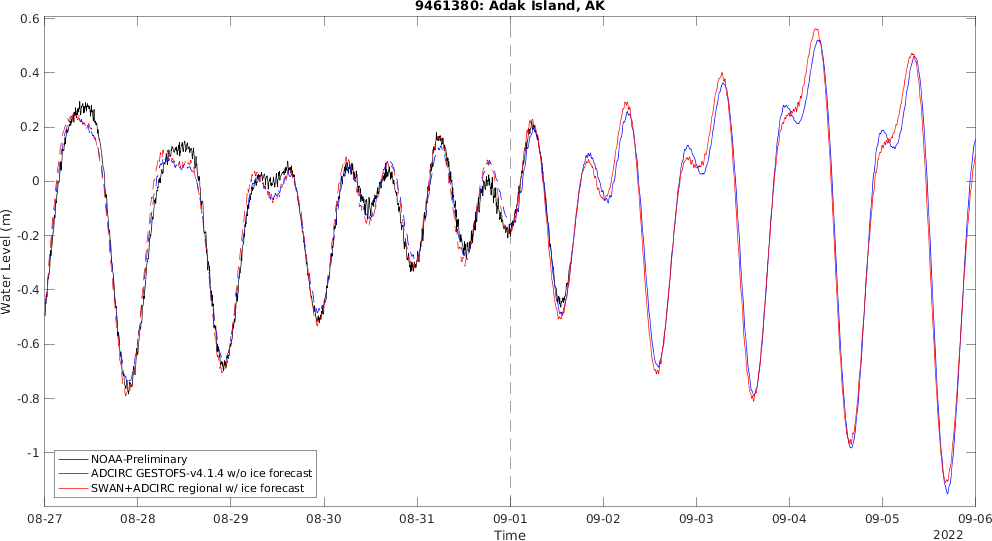 9461380: Adak Island, AK
0.6
0.4
0.2
0
-0.2
-0.4
-0.6
-0.8
-1
Water Level (m)
NOAA-Preliminary
ADCIRC GESTOFS-v4.1.4 w/o ice forecast
SWAN+ADCIRC regional w/ ice forecast
08-27 08-28 08-29 08-30 08-31 09-01 09-02 09-03 09-04 09-05 09-06
Time
2022